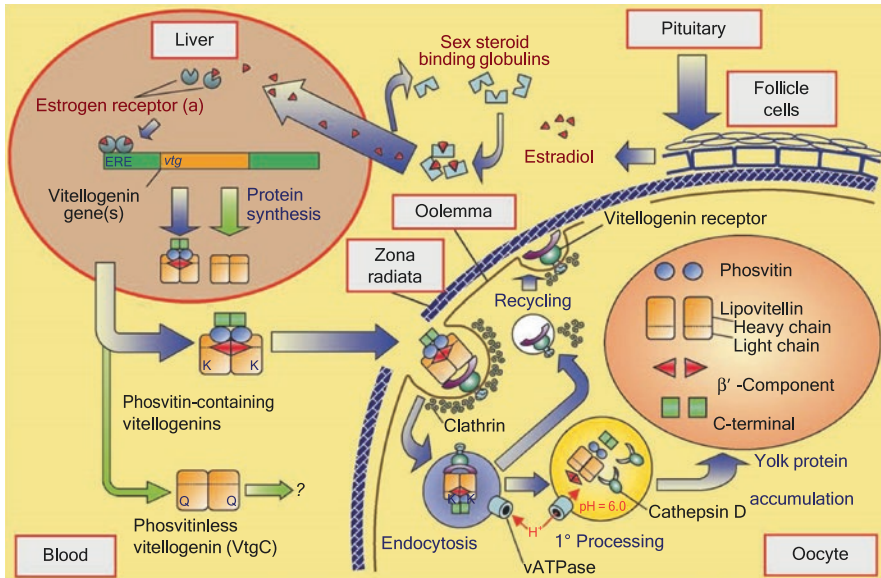 Liver
Sex steroid
binding globulins
Pituitary
Follicle
cells
Estrogen receptor (a)
ERE
vtg
Estradiol
Vitellogenin
gene(s)
Protein
synthesis
Oolemma
Vitellogenin receptor
Zona
radiata
Recycling
Phosvitin
Lipovitellin
Heavy chain
Light chain
β′ -Component
C-terminal
K K
Phosvitin-containing
vitellogenins
Clathrin
K K
Yolk protein
accumulation
pH = 6.0
Cathepsin D
H⁺
Q Q
?
Phosvitinless
vitellogenin (VtgC)
Endocytosis
1° Processing
vATPase
Blood
Oocyte